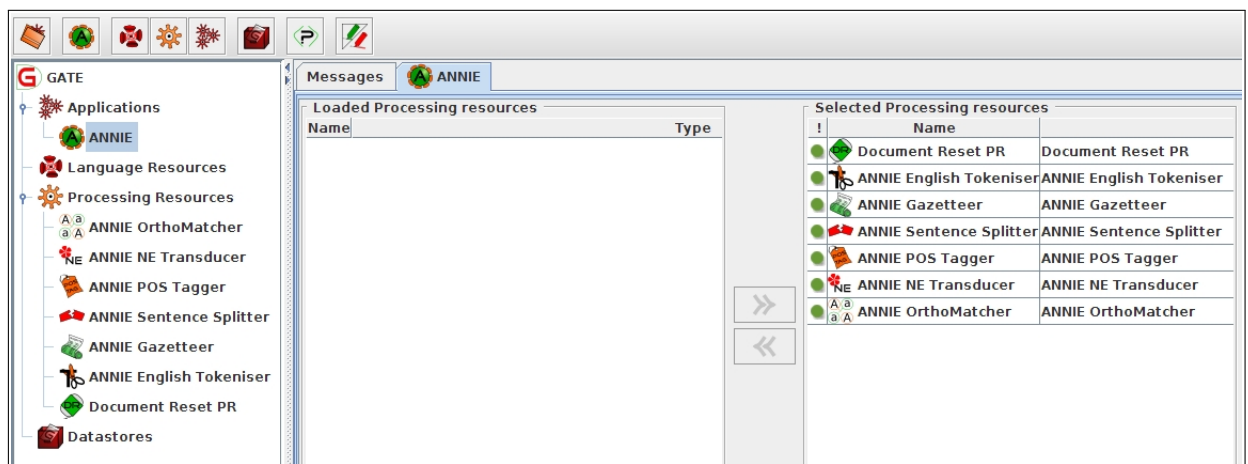 GATE
Applications
ANNIE
Language Resources
Processing Resources
ANNIE OrthoMatcher
ANNIE NE Transducer
ANNIE POS Tagger
ANNIE Sentence Splitter
ANNIE Gazetteer
ANNIE English Tokeniser
Document Reset PR
Datastores
Messages ANNIE
Loaded Processing resources
Name Type
Selected Processing resources
! Name
Document Reset PR Document Reset PR
ANNIE English Tokeniser ANNIE English Tokeniser
ANNIE Gazetteer ANNIE Gazetteer
ANNIE Sentence Splitter ANNIE Sentence Splitter
ANNIE POS Tagger ANNIE POS Tagger
ANNIE NE Transducer ANNIE NE Transducer
ANNIE OrthoMatcher ANNIE OrthoMatcher